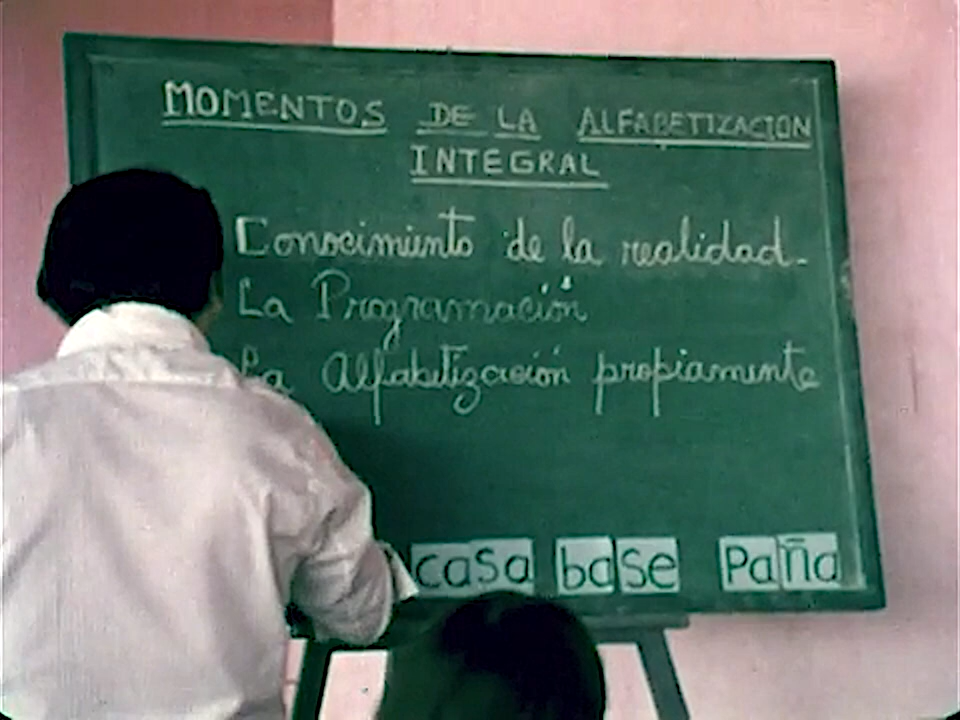 MOMENTOS DE LA ALFABETIZACION
INTEGRAL
Conocimiento de la realidad.
La Programación
La Alfabetización propiamente
casa base Paña